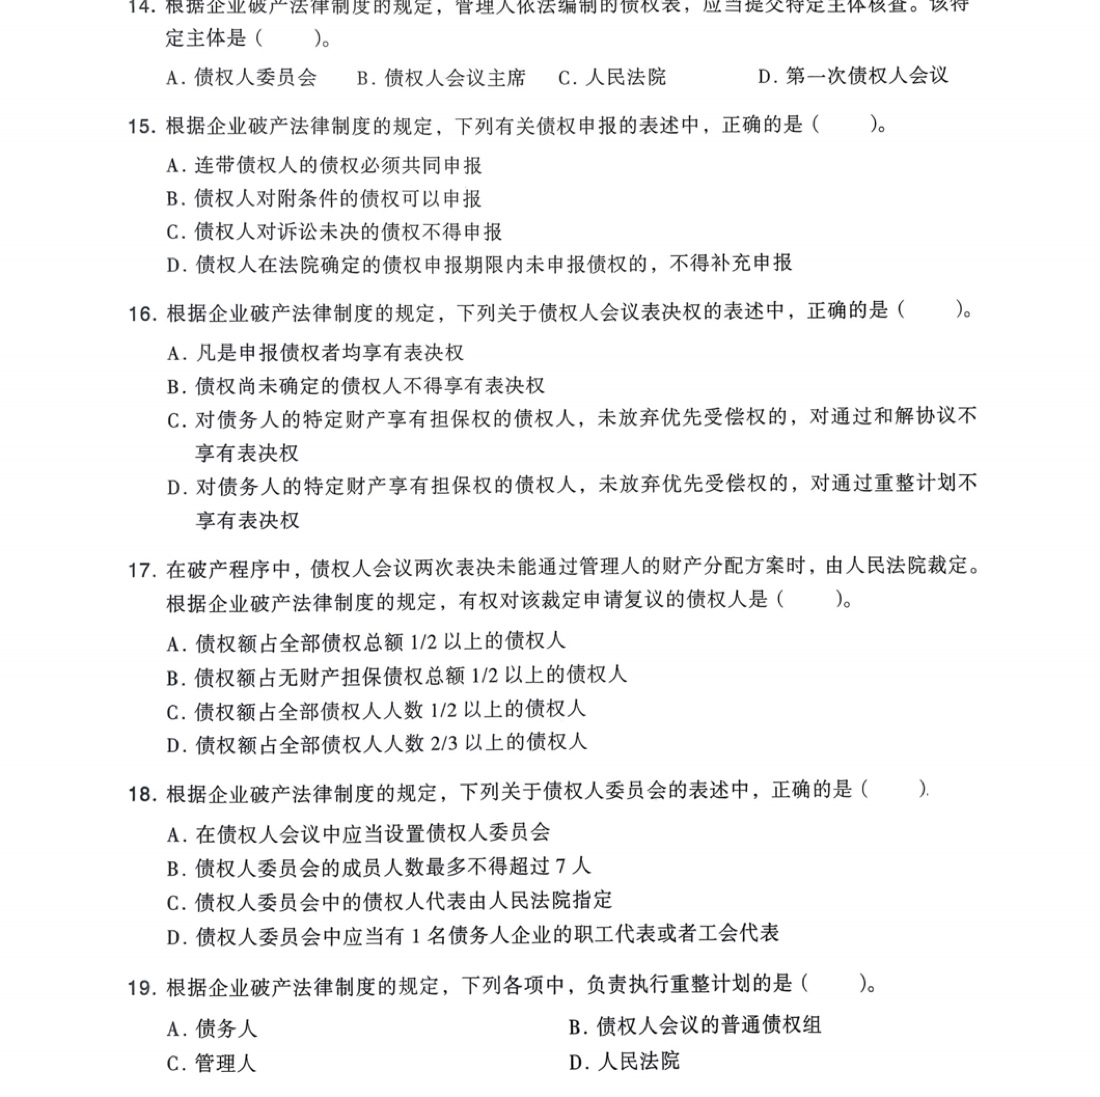 14. 根据企业破产法律制度的规定，管理人依法编制的债权表，应当提交特定主体核查。该特
定主体是（　　）。
A. 债权人委员会　B. 债权人会议主席　C. 人民法院　D. 第一次债权人会议
15. 根据企业破产法律制度的规定，下列有关债权申报的表述中，正确的是（　　）。
A. 连带债权人的债权必须共同申报
B. 债权人对附条件的债权可以申报
C. 债权人对诉讼未决的债权不得申报
D. 债权人在法院确定的债权申报期限内未申报债权的，不得补充申报
16. 根据企业破产法律制度的规定，下列关于债权人会议表决权的表述中，正确的是（　　）。
A. 凡是申报债权者均享有表决权
B. 债权尚未确定的债权人不得享有表决权
C. 对债务人的特定财产享有担保权的债权人，未放弃优先受偿权的，对通过和解协议不
享有表决权
D. 对债务人的特定财产享有担保权的债权人，未放弃优先受偿权的，对通过重整计划不
享有表决权
17. 在破产程序中，债权人会议两次表决未能通过管理人的财产分配方案时，由人民法院裁定。
根据企业破产法律制度的规定，有权对该裁定申请复议的债权人是（　　）。
A. 债权额占全部债权总额 1/2 以上的债权人
B. 债权额占无财产担保债权总额 1/2 以上的债权人
C. 债权额占全部债权人人数 1/2 以上的债权人
D. 债权额占全部债权人人数 2/3 以上的债权人
18. 根据企业破产法律制度的规定，下列关于债权人委员会的表述中，正确的是（　　）.
A. 在债权人会议中应当设置债权人委员会
B. 债权人委员会的成员人数最多不得超过 7 人
C. 债权人委员会中的债权人代表由人民法院指定
D. 债权人委员会中应当有 1 名债务人企业的职工代表或者工会代表
19. 根据企业破产法律制度的规定，下列各项中，负责执行重整计划的是（　　）。
A. 债务人　B. 债权人会议的普通债权组
C. 管理人　D. 人民法院